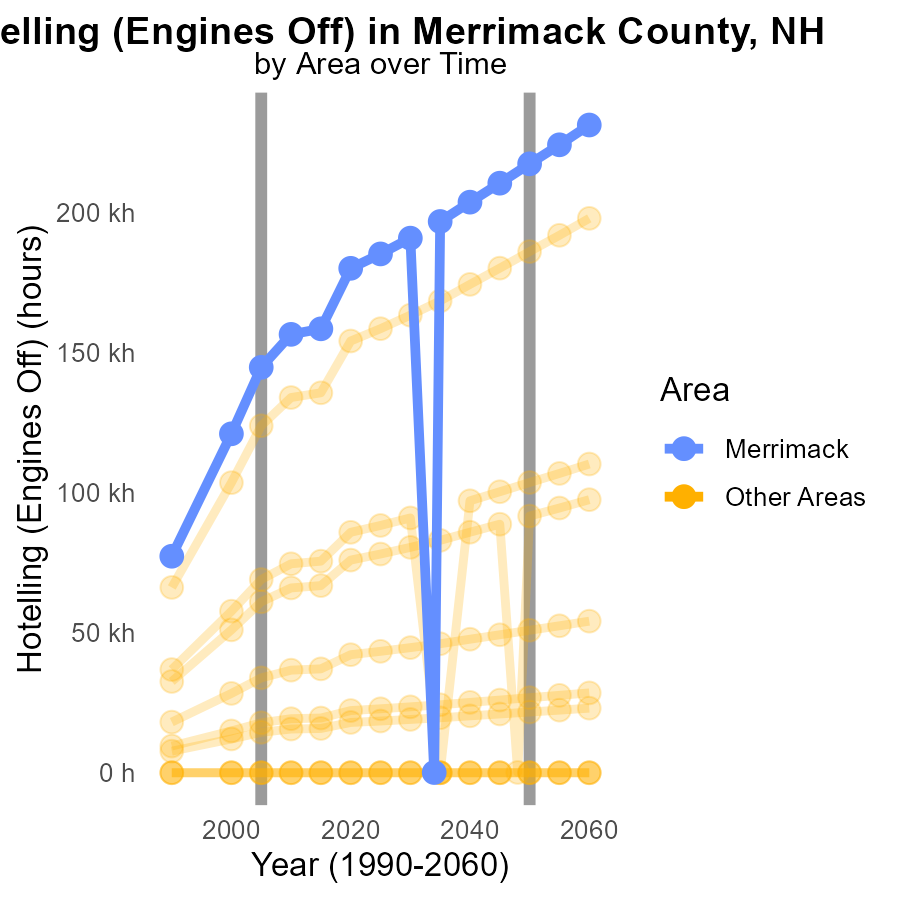 elling (Engines Off) in Merrimack County, NH
by Area over Time
Hotelling (Engines Off) (hours)
200 kh
150 kh
100 kh
50 kh
0 h
2000 2020 2040 2060
Year (1990-2060)
Area
Merrimack
Other Areas